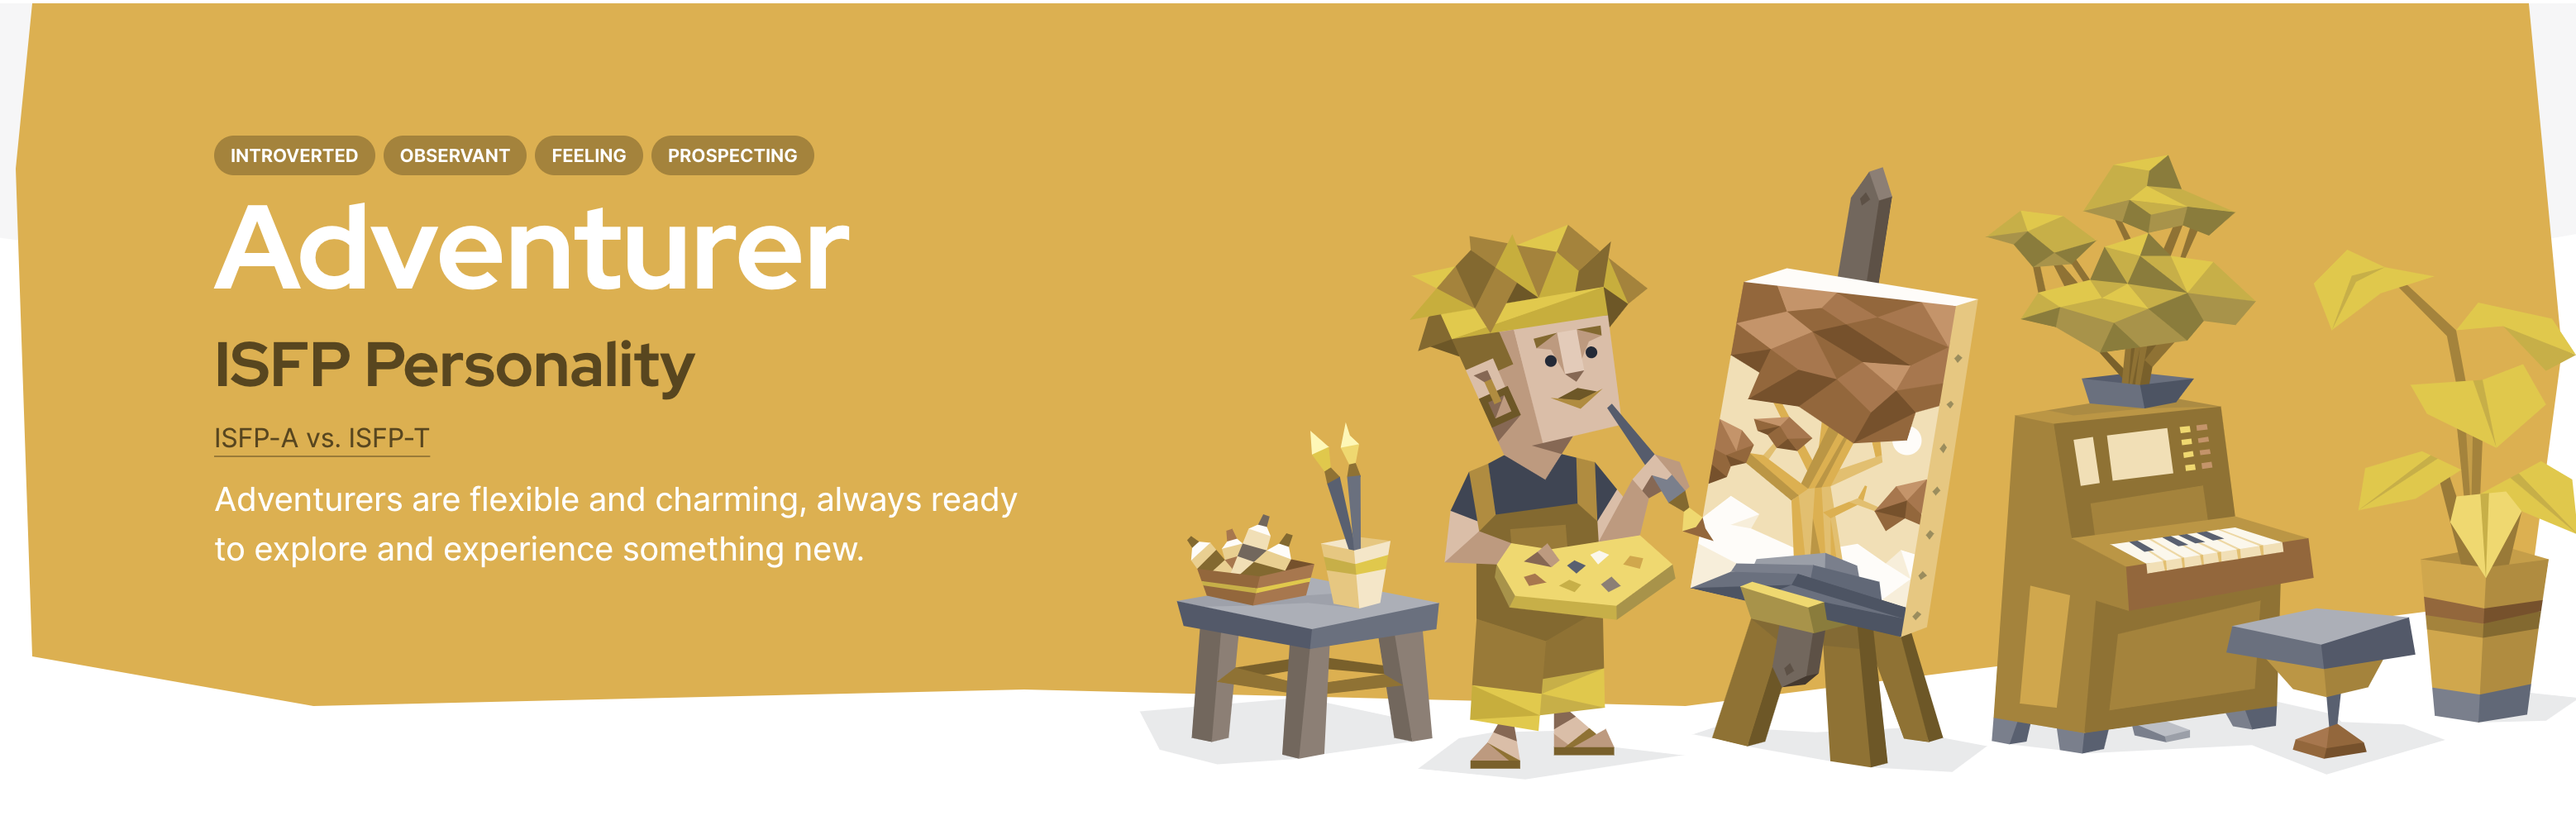 INTROVERTED OBSERVANT FEELING PROSPECTING
Adventurer
ISFP Personality
ISFP-A vs. ISFP-T
Adventurers are flexible and charming, always ready
to explore and experience something new.